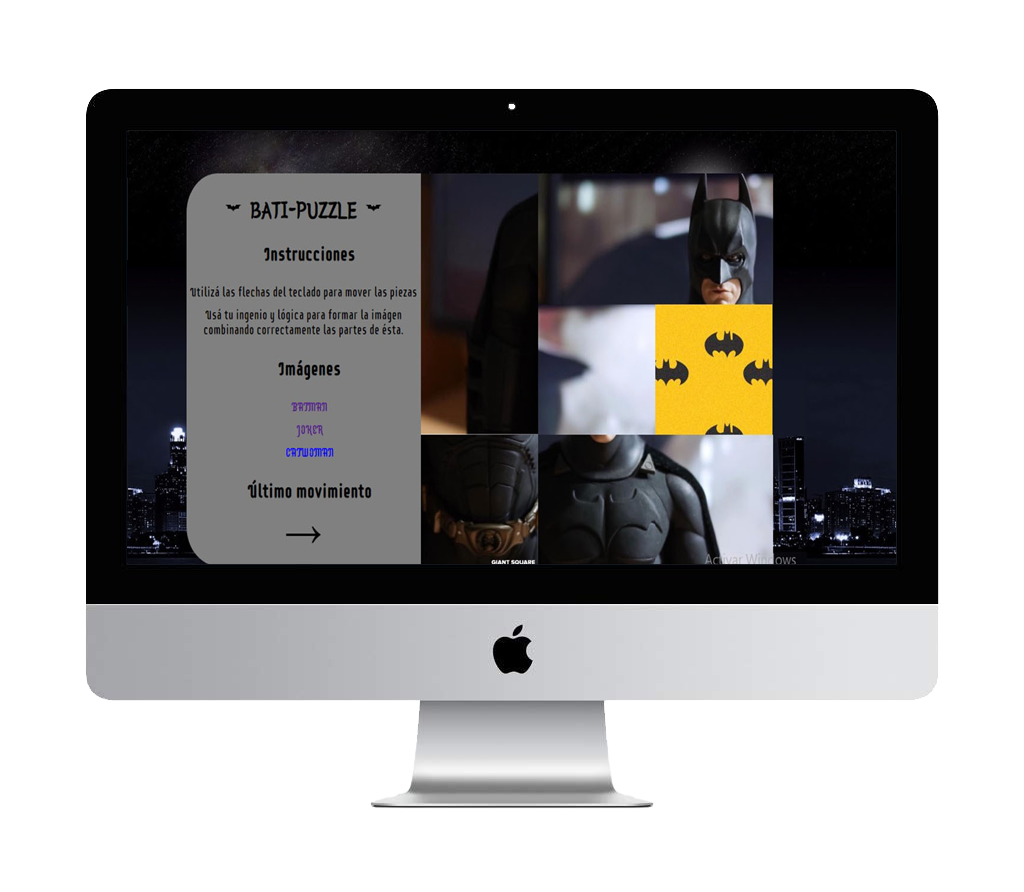 BATI-PUZZLE
Instrucciones
Utilizá las flechas del teclado para mover las piezas
Usá tu ingenio y lógica para formar la imágen
combinando correctamente las partes de ésta.
Imágenes
BATMAN
JOKER
CATWOMAN
Último movimiento
GIANT SQUARE
Activar Windows